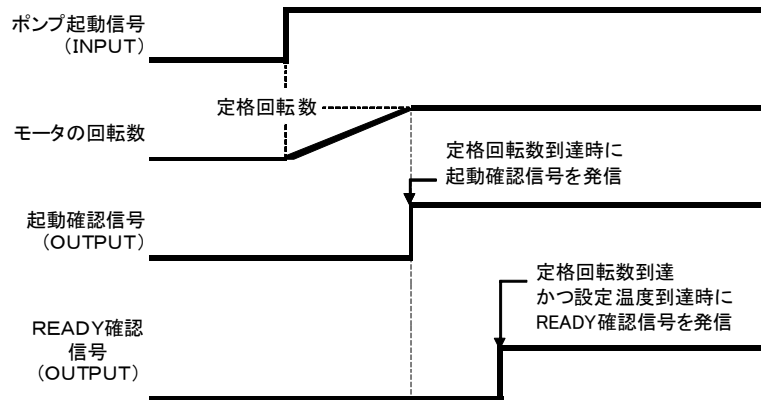 ポンプ起動信号
（INPUT）
定格回転数
モータの回転数
定格回転数到達時に
起動確認信号を発信
起動確認信号
（OUTPUT）
定格回転数到達
かつ設定温度到達時に
READY確認信号を発信
READY確認
信号
（OUTPUT）